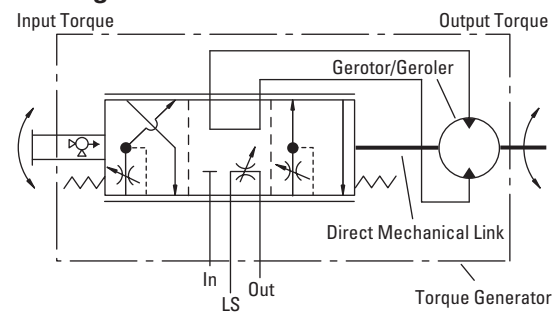 Input Torque
Output Torque
Gerotor/Geroler
Direct Mechanical Link
In
LS
Out
Torque Generator